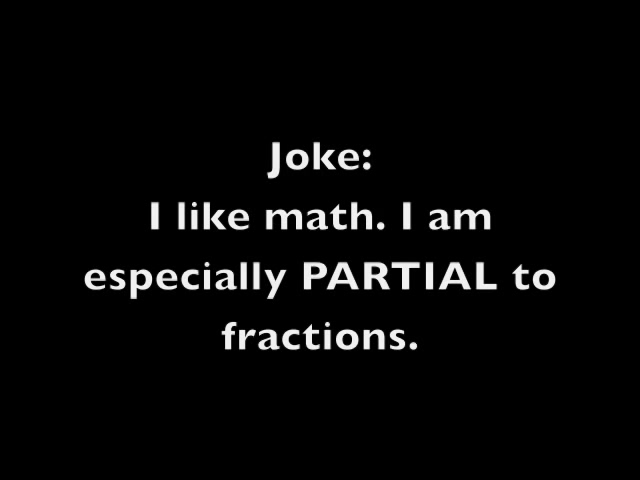 Joke:
I like math. I am
especially PARTIAL to
fractions.